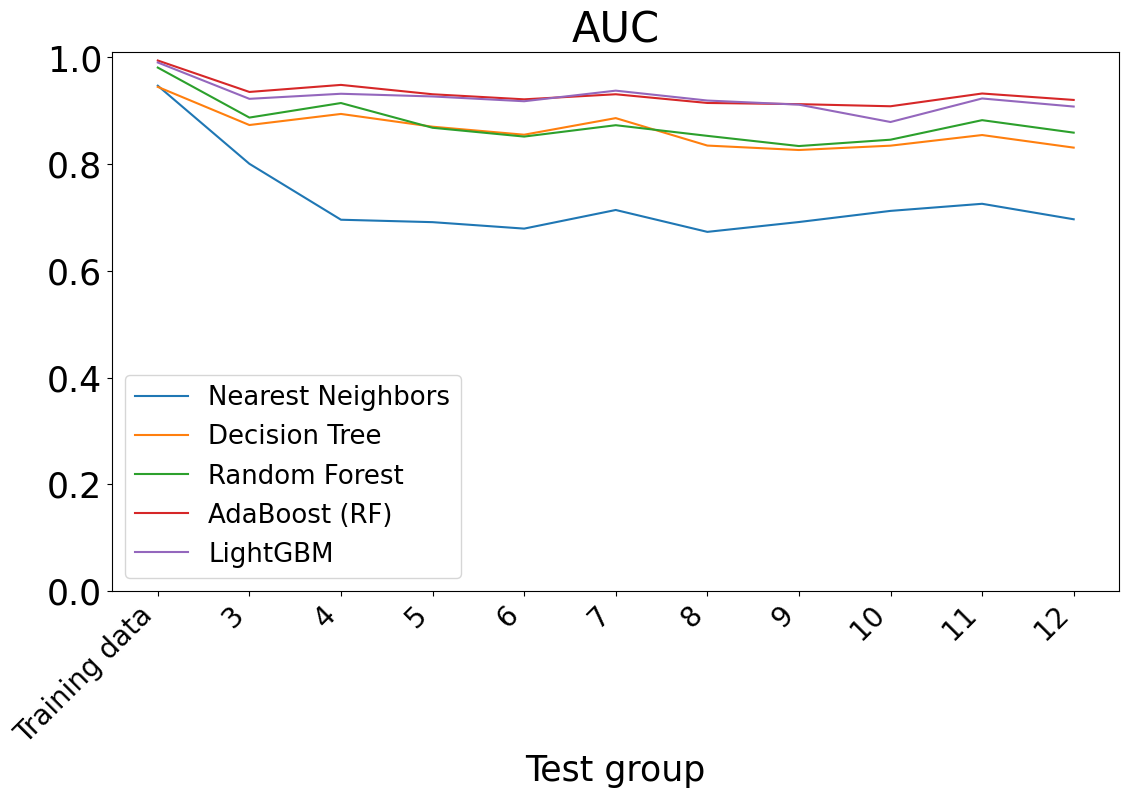 AUC
1.0
0.8
0.6
0.4
0.2
0.0
Nearest Neighbors
Decision Tree
Random Forest
AdaBoost (RF)
LightGBM
Training data
3
4
5
6
7
8
9
10
11
12
Test group